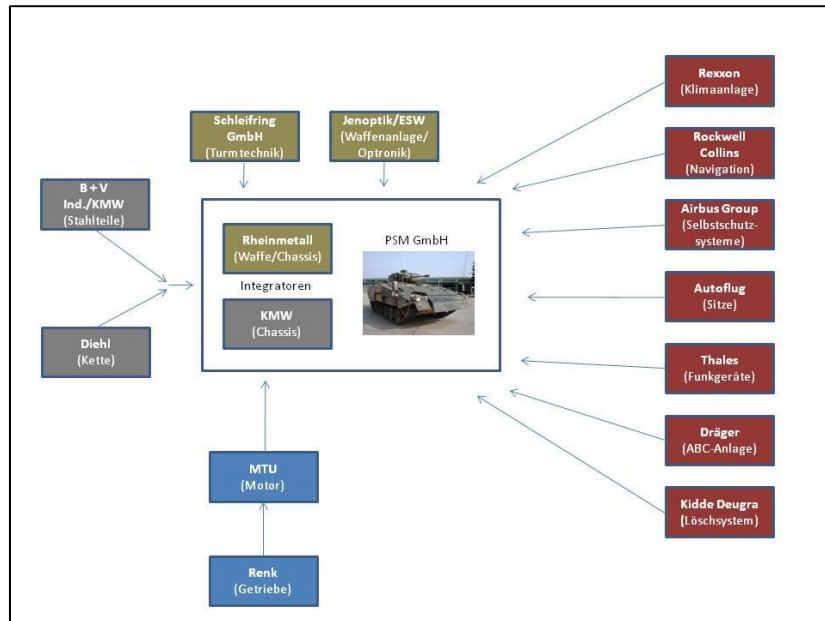 Schleifring
GmbH
(Turmtechnik)
Jenoptik/ESW
(Waffenanlage/
Optronik)
B + V
Ind./KMW
(Stahlteile)
Diehl
(Kette)
Rheinmetall
(Waffe/Chassis)
Integratoren
KMW
(Chassis)
PSM GmbH
MTU
(Motor)
Renk
(Getriebe)
Rexxon
(Klimaanlage)
Rockwell
Collins
(Navigation)
Airbus Group
(Selbstschutz-
systeme)
Autoflug
(Sitze)
Thales
(Funkgeräte)
Dräger
(ABC-Anlage)
Kidde Deugra
(Löschsystem)